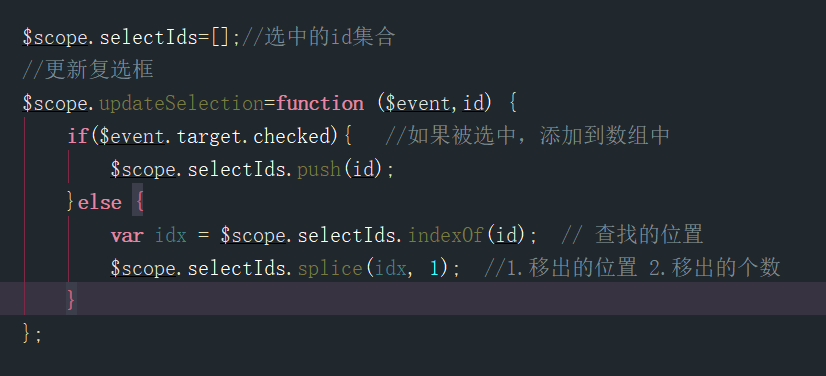 $scope.selectIds=[];//选中的id集合
//更新复选框
$scope.updateSelection=function ($event,id) {
    if($event.target.checked){  //如果被选中，添加到数组中
        $scope.selectIds.push(id);
    }else {
        var idx = $scope.selectIds.indexOf(id);  // 查找的位置
        $scope.selectIds.splice(idx, 1);  //1.移出的位置 2.移出的个数
    }
};